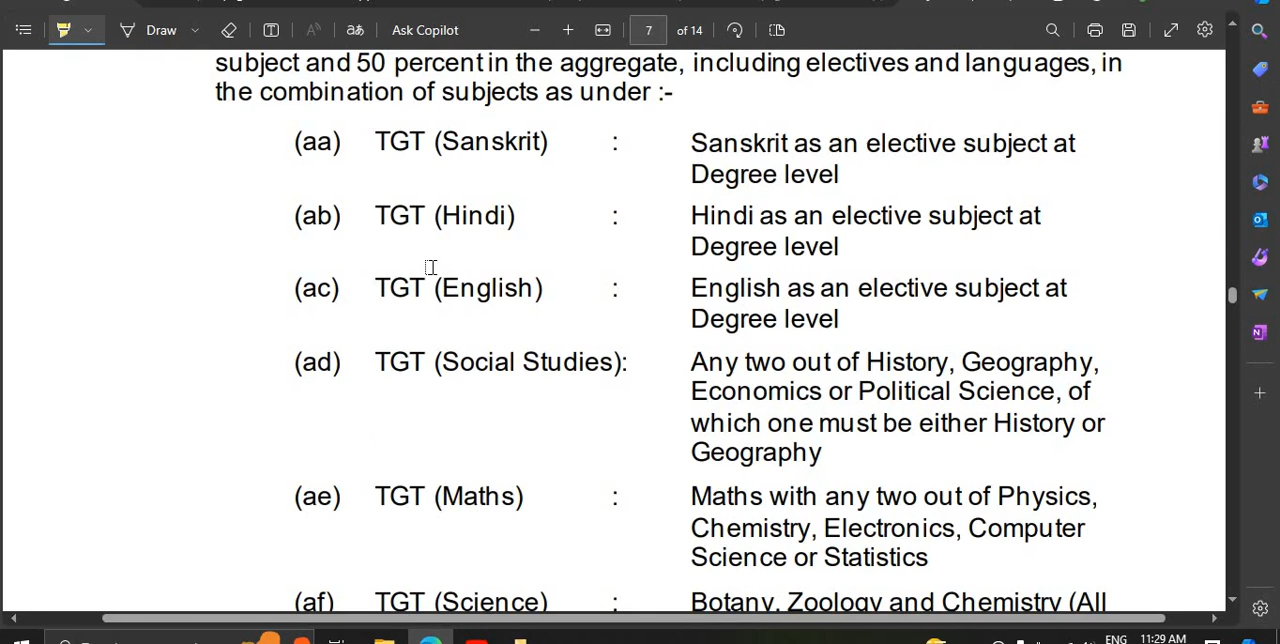 Draw
Ask Copilot
7
of 14
subject and 50 percent in the aggregate, including electives and languages, in
the combination of subjects as under :-
(aa) TGT (Sanskrit) : Sanskrit as an elective subject at
Degree level
(ab) TGT (Hindi) : Hindi as an elective subject at
Degree level
(ac) TGT (English) : English as an elective subject at
Degree level
(ad) TGT (Social Studies): Any two out of History, Geography,
Economics or Political Science, of
which one must be either History or
Geography
(ae) TGT (Maths) : Maths with any two out of Physics,
Chemistry, Electronics, Computer
Science or Statistics
(af) TGT (Science) : Botany, Zoology and Chemistry (All
ENG 11:29 AM